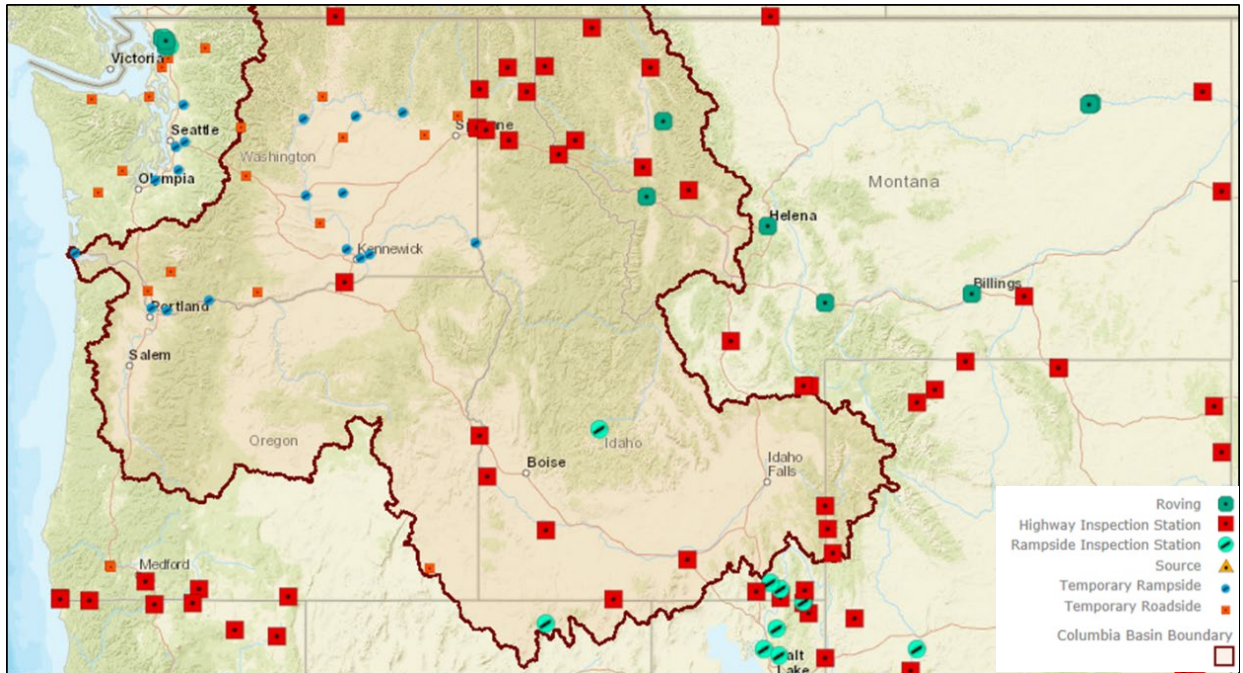 Victoria
Seattle
Spokane
Washington
Olympia
Montana
Helena
Kennewick
Billings
Portland
Salem
Oregon
Idaho
Boise
Idaho
Falls
Medford
Salt
Lake
Roving
Highway Inspection Station
Rampside Inspection Station
Source
Temporary Rampside
Temporary Roadside
Columbia Basin Boundary